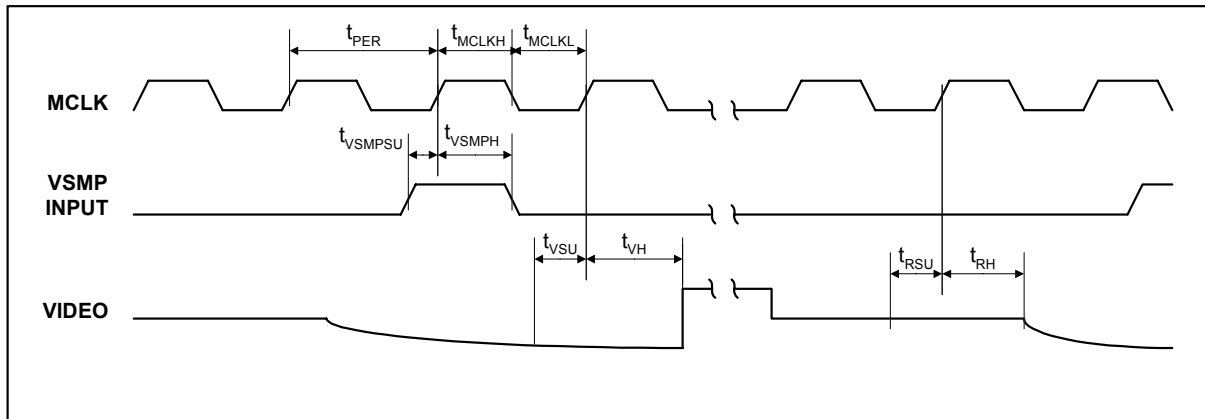 tPER tMCLKH tMCLKL
MCLK
tVSMPSU tVSMPH
VSMP
INPUT
tVSU tVH tRSU tRH
VIDEO